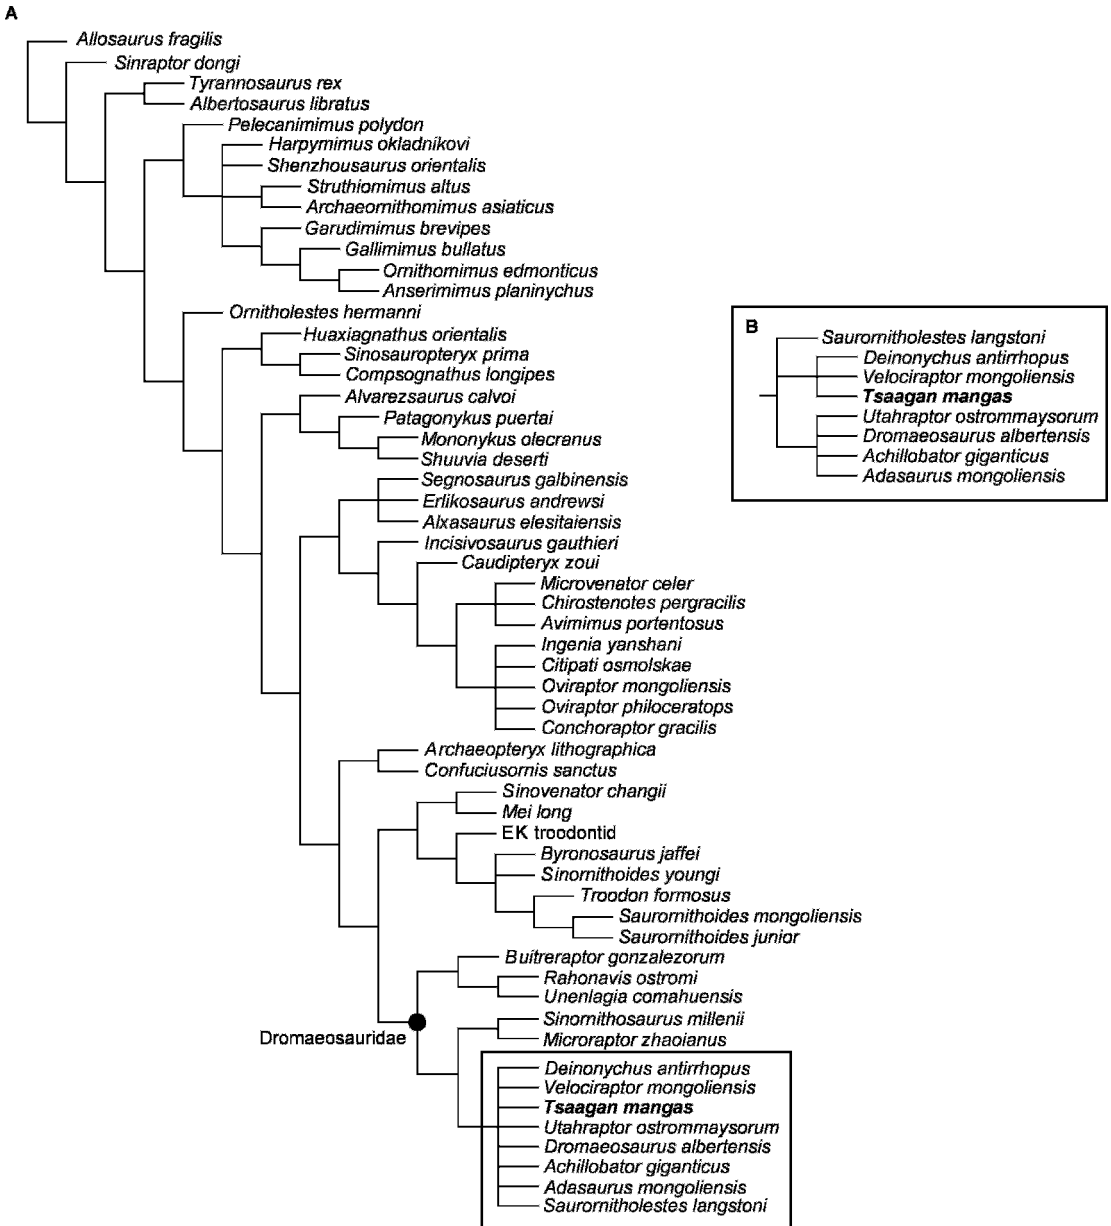 A
Allosaurus fragilis
Sinraptor dongi
Tyrannosaurus rex
Albertosaurus libratus
Pelecanimimus polydon
Harpymimus okladnikovi
Shenzhousaurus orientalis
Struthiomimus altus
Archaeornithomimus asiaticus
Garudimimus brevipes
Gallimimus bullatus
Ornithomimus edmonticus
Anserimimus planinychus
Ornitholestes hermanni
Huaxiagnathus orientalis
Sinosauropteryx prima
Compsognathus longipes
Alvarezsaurus calvoi
Patagonykus puertai
Mononykus olecranus
Shuuvia deserti
Segnosaurus galbinensis
Erlikosaurus andrewsi
Alxasaurus elesitaiensis
Incisivosaurus gauthieri
Caudipteryx zoui
Microvenator celer
Chirostenotes pergracilis
Avimimus portentosus
Ingenia yanshani
Citipati osmolskae
Oviraptor mongoliensis
Oviraptor philoceratops
Conchoraptor gracilis
Archaeopteryx lithographica
Confuciusornis sanctus
Sinovenator changii
Mei long
EK troodontid
Byronosaurus jaffei
Sinornithoides youngi
Troodon formosus
Saurornithoides mongoliensis
Saurornithoides junior
Buitreraptor gonzalezorum
Rahonavis ostromi
Unenlagia comahuensis
Sinornithosaurus millenii
Microraptor zhaoianus
Dromaeosauridae
Deinonychus antirrhopus
Velociraptor mongoliensis
Tsaagan mangas
Utahraptor ostrommaysorum
Dromaeosaurus albertensis
Achillobator giganticus
Adasaurus mongoliensis
Saurornitholestes langstoni
B
Saurornitholestes langstoni
Deinonychus antirrhopus
Velociraptor mongoliensis
Tsaagan mangas
Utahraptor ostrommaysorum
Dromaeosaurus albertensis
Achillobator giganticus
Adasaurus mongoliensis